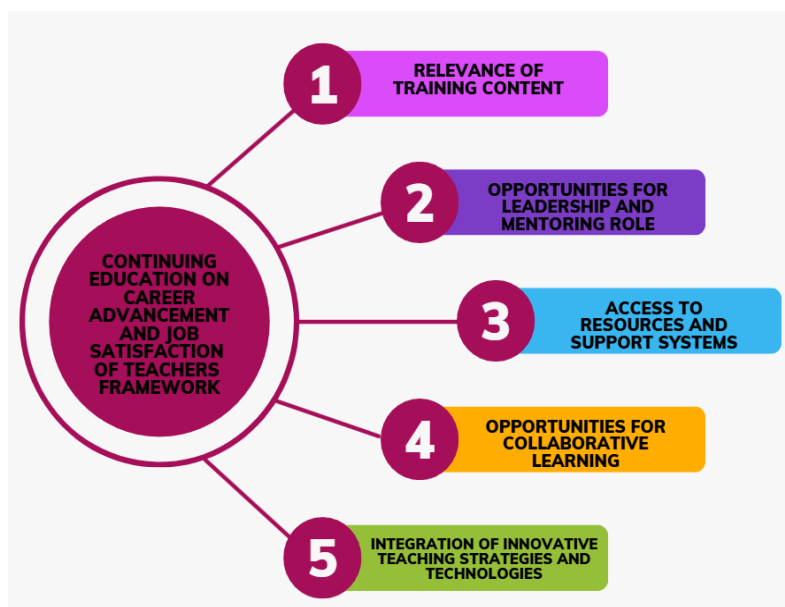 CONTINUING
EDUCATION ON
CAREER
ADVANCEMENT
AND JOB
SATISFACTION
OF TEACHERS
FRAMEWORK
1
RELEVANCE OF
TRAINING CONTENT
2
OPPORTUNITIES FOR
LEADERSHIP AND
MENTORING ROLE
3
ACCESS TO
RESOURCES AND
SUPPORT SYSTEMS
4
OPPORTUNITIES FOR
COLLABORATIVE
LEARNING
5
INTEGRATION OF INNOVATIVE
TEACHING STRATEGIES AND
TECHNOLOGIES